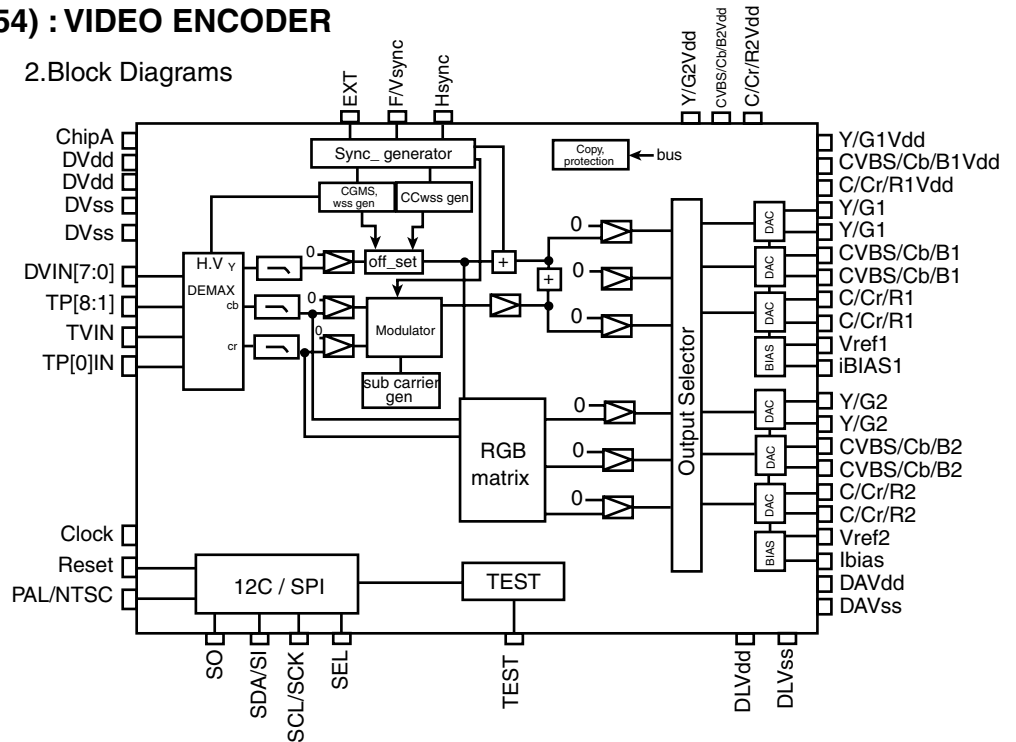 54) : VIDEO ENCODER
2.Block Diagrams
EXT
F/Vsync
Hsync
Y/G2Vdd
CVBS/Cb/B2Vdd
C/Cr/R2Vdd
ChipA
DVdd
DVdd
DVss
DVss
DVIN[7:0]
TP[8:1]
TVIN
TP[0]IN
Clock
Reset
PAL/NTSC
Sync_ generator
CGMS,
wss gen
CCwss gen
Copy,
protection
bus
H.V Y
DEMAX
cb
cr
0
0
0
off_set
+
+
Modulator
sub carrier
gen
0
0
0
RGB
matrix
0
0
0
Output Selector
DAC
DAC
DAC
BIAS
DAC
DAC
DAC
BIAS
12C / SPI
TEST
Y/G1Vdd
CVBS/Cb/B1Vdd
C/Cr/R1Vdd
Y/G1
Y/G1
CVBS/Cb/B1
CVBS/Cb/B1
C/Cr/R1
C/Cr/R1
Vref1
iBIAS1
Y/G2
Y/G2
CVBS/Cb/B2
CVBS/Cb/B2
C/Cr/R2
C/Cr/R2
Vref2
Ibias
DAVdd
DAVss
SO
SDA/SI
SCL/SCK
SEL
TEST
DLVdd
DLVss